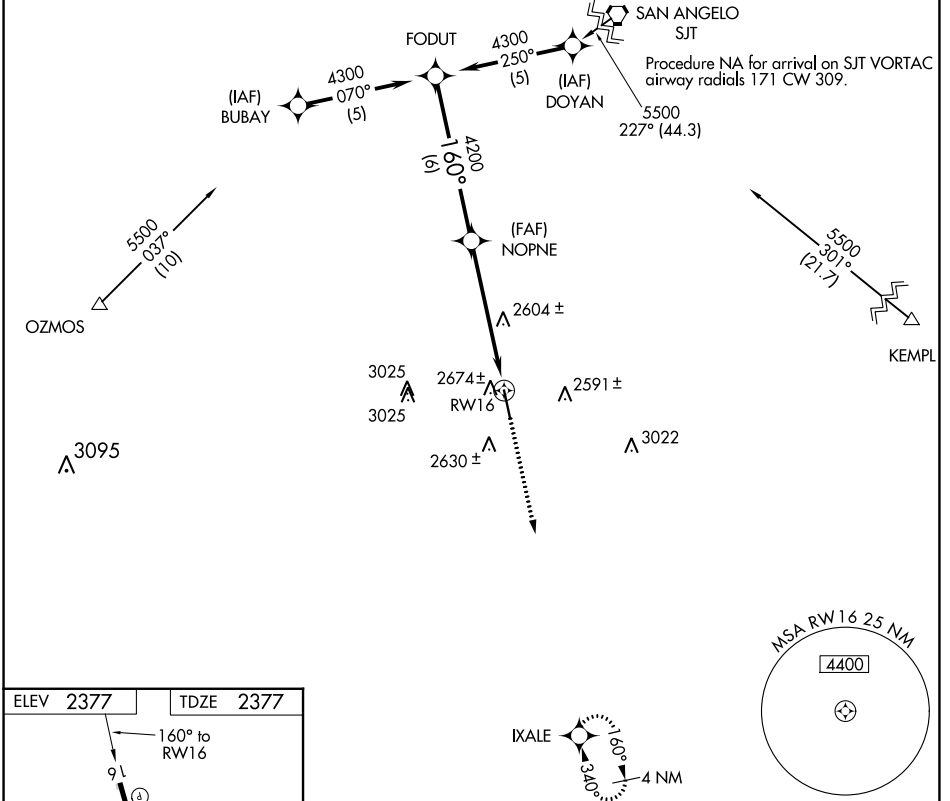 SAN ANGELO
SJT
Procedure NA for arrival on SJT VORTAC
airway radials 171 CW 309.
5500
227° (44.3)
FODUT
4300
250°
(5)
(IAF)
DOYAN
4300
070°
(5)
(IAF)
BUBAY
4200
160°
(6)
(FAF)
NOPNE
5500
037°
(10)
OZMOS
5500
301°
(21.7)
KEMPL
2604 ±
3025
3025
2674±
RW16
2591±
2630 ±
3022
3095
MSA RW16 25 NM
4400
ELEV 2377
TDZE 2377
160° to
RW16
16
P
IXALE
160°
340°
4 NM